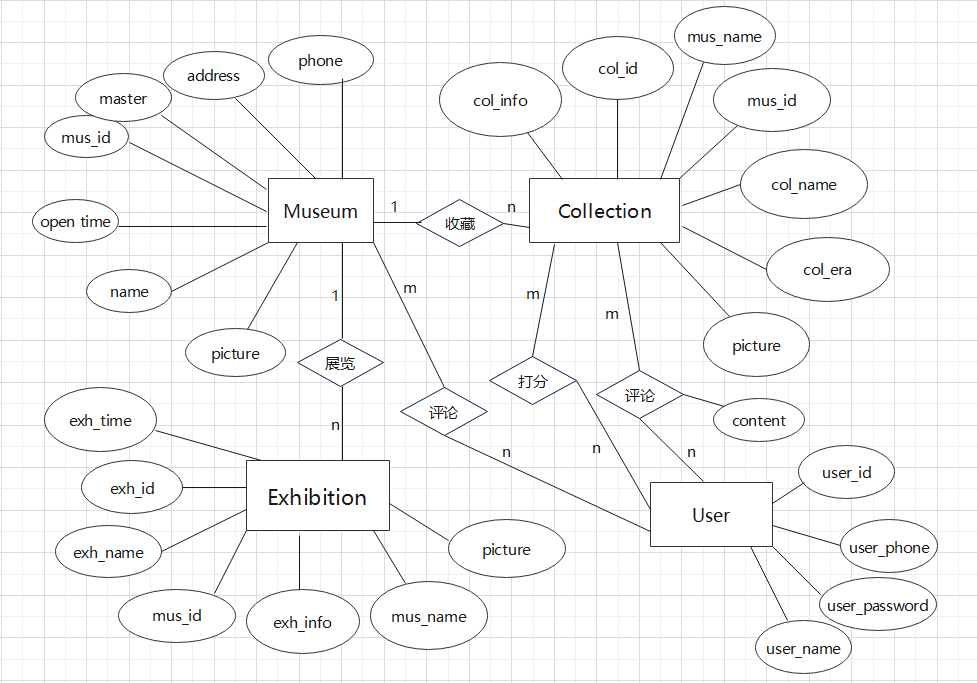 phone
mus_name
address
col_id
master
col_info
mus_id
mus_id
col_name
open time
Museum
1
收藏
n
Collection
name
col_era
1
m
m
m
picture
展览
picture
打分
评论
exh_time
n
评论
content
n
n
n
user_id
exh_id
Exhibition
User
exh_name
picture
user_phone
mus_id
exh_info
mus_name
user_password
user_name